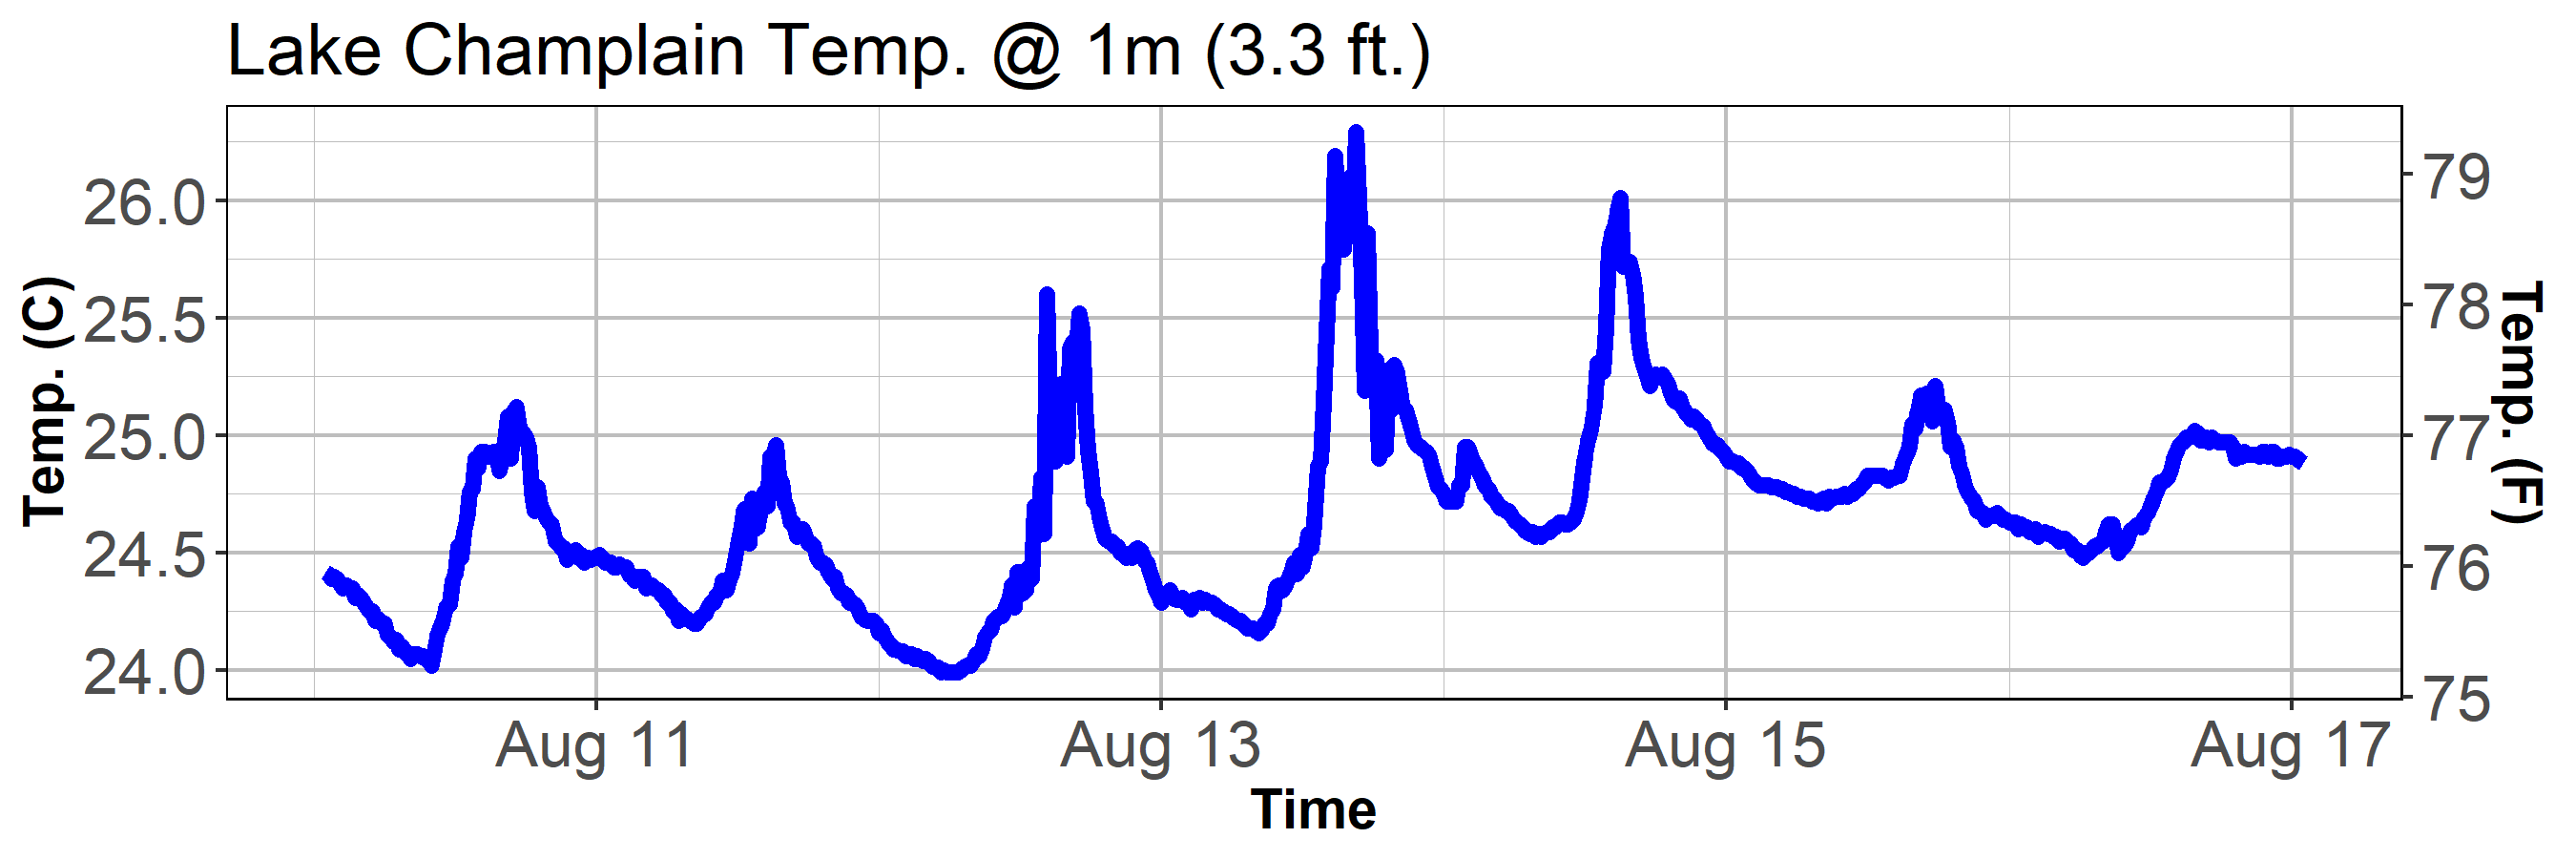 Lake Champlain Temp. @ 1m (3.3 ft.)
Temp. (C)
26.0
25.5
25.0
24.5
24.0
79
78
77
76
75
Temp. (F)
Aug 11 Aug 13 Aug 15 Aug 17
Time